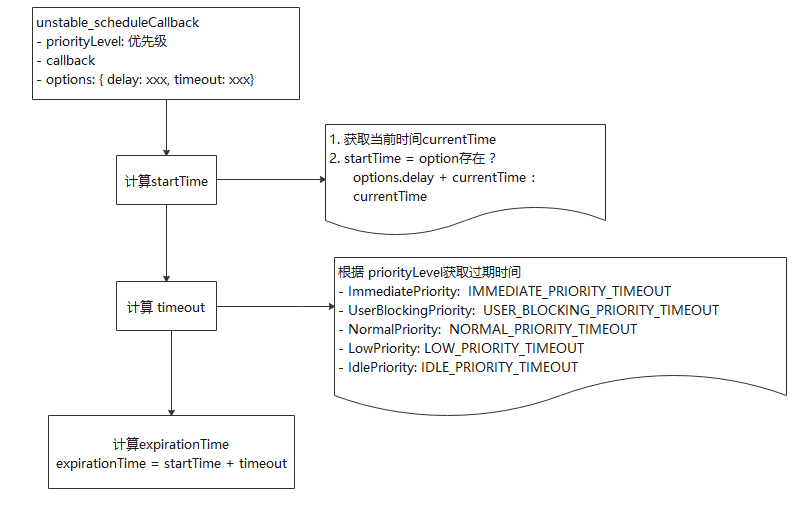 unstable_scheduleCallback
- priorityLevel: 优先级
- callback
- options: { delay: xxx, timeout: xxx}
计算startTime
1. 获取当前时间currentTime
2. startTime = option存在？
options.delay + currentTime :
currentTime
计算 timeout
根据 priorityLevel获取过期时间
- ImmediatePriority: IMMEDIATE_PRIORITY_TIMEOUT
- UserBlockingPriority: USER_BLOCKING_PRIORITY_TIMEOUT
- NormalPriority: NORMAL_PRIORITY_TIMEOUT
- LowPriority: LOW_PRIORITY_TIMEOUT
- IdlePriority: IDLE_PRIORITY_TIMEOUT
计算expirationTime
expirationTime = startTime + timeout